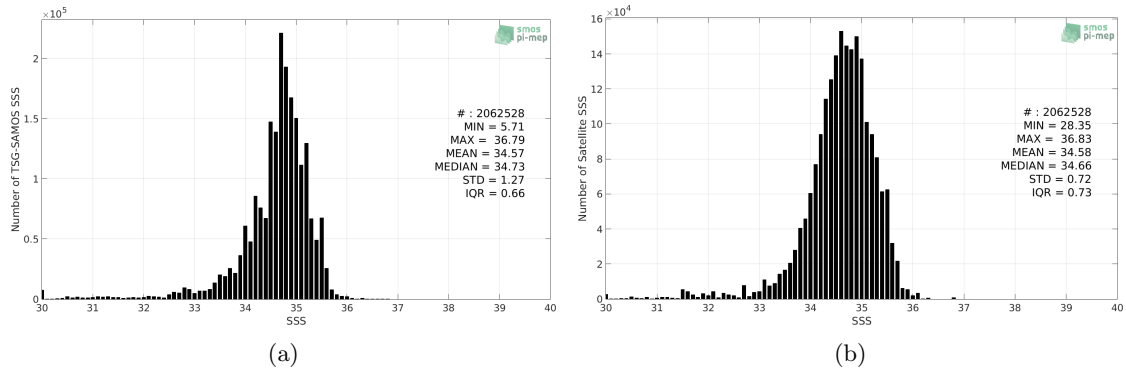 ×10⁵
smos
pi-mep
2
1.5
1
0.5
0
Number of TSG-SAMOS SSS
# : 2062528
MIN = 5.71
MAX = 36.79
MEAN = 34.57
MEDIAN = 34.73
STD = 1.27
IQR = 0.66
30 31 32 33 34 35 36 37 38 39 40
SSS
(a)
×10⁴
smos
pi-mep
16
14
12
10
8
6
4
2
0
Number of Satellite SSS
# : 2062528
MIN = 28.35
MAX = 36.83
MEAN = 34.58
MEDIAN = 34.66
STD = 0.72
IQR = 0.73
30 31 32 33 34 35 36 37 38 39 40
SSS
(b)